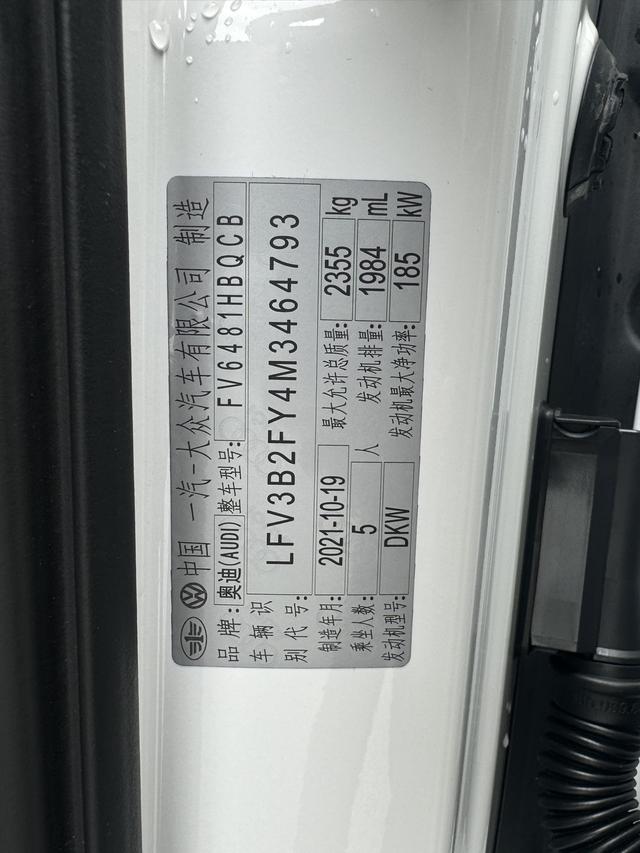 中国 一汽-大众汽车有限公司 制造
品牌: 奥迪(AUDI) 整车型号: FV6481HBQCB
车辆识别代号: LFV3B2FY4M3464793
制造年月: 2021-10-19 最大允许总质量: 2355 kg
乘坐人数: 5 人 发动机排量: 1984 mL
发动机型号: DKW 发动机最大净功率: 185 kW